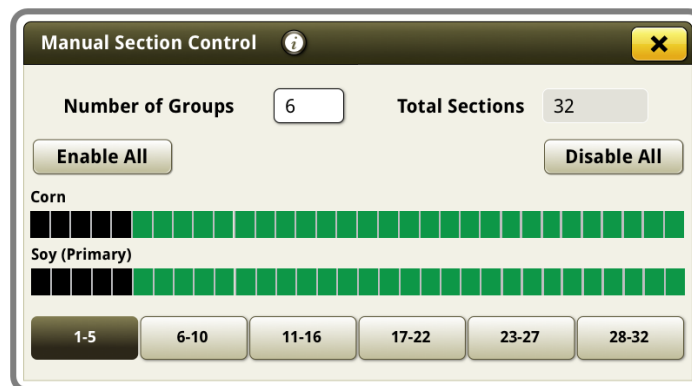 Manual Section Control i
Number of Groups 6 Total Sections 32
Enable All Disable All
Corn
Soy (Primary)
1-5 6-10 11-16 17-22 23-27 28-32